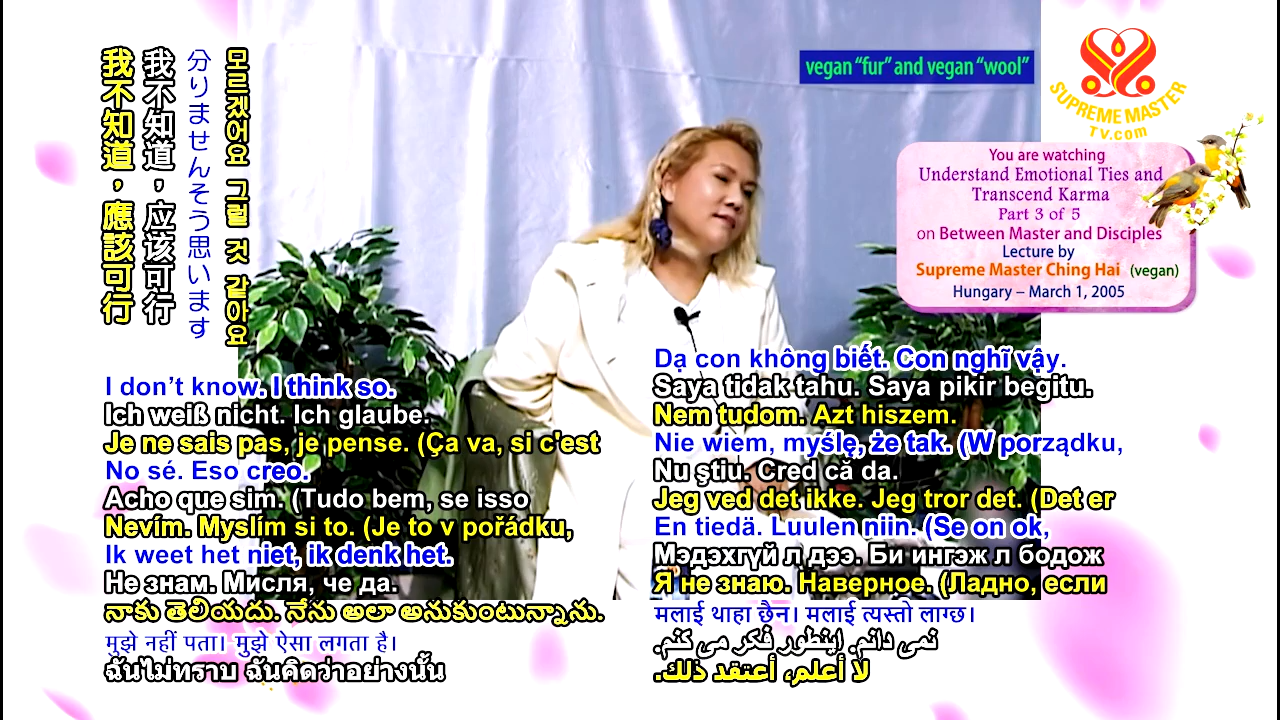 我不知道，應該可行
我不知道，应该可行
分りませんそう思います
모르겠어요 그럴 것 같아요
vegan “fur” and vegan “wool”
SUPREME MASTER
TV.com
You are watching
Understand Emotional Ties and
Transcend Karma
Part 3 of 5
on Between Master and Disciples
Lecture by
Supreme Master Ching Hai (vegan)
Hungary – March 1, 2005
I don’t know. I think so.
Ich weiß nicht. Ich glaube.
Je ne sais pas, je pense. (Ça va, si c'est
No sé. Eso creo.
Acho que sim. (Tudo bem, se isso
Nevím. Myslím si to. (Je to v pořádku,
Ik weet het niet, ik denk het.
Не знам. Мисля, че да.
నాకు తెలియదు. నేను అలా అనుకుంటున్నాను.
मुझे नहीं पता। मुझे ऐसा लगता है।
ฉันไม่ทราบ ฉันคิดว่าอย่างนั้น
Dạ con không biết. Con nghĩ vậy.
Saya tidak tahu. Saya pikir begitu.
Nem tudom. Azt hiszem.
Nie wiem, myślę, że tak. (W porządku,
Nu ştiu. Cred că da.
Jeg ved det ikke. Jeg tror det. (Det er
En tiedä. Luulen niin. (Se on ok,
Мэдэхгүй л дээ. Би ингэж л бодож
Я не знаю. Наверное. (Ладно, если
मलाई थाहा छैन। मलाई त्यस्तो लाग्छ।
نمی دانم. اینطور فکر می کنم.
لا أعلم، أعتقد ذلك.